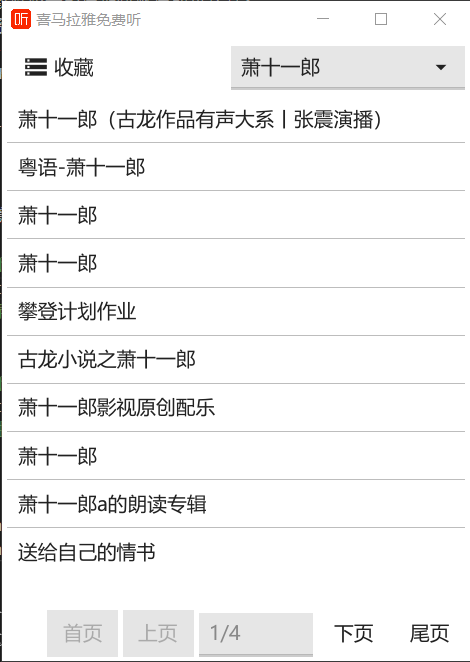 听 喜马拉雅免费听
收藏 萧十一郎
萧十一郎（古龙作品有声大系丨张震演播）
粤语-萧十一郎
萧十一郎
萧十一郎
攀登计划作业
古龙小说之萧十一郎
萧十一郎影视原创配乐
萧十一郎
萧十一郎a的朗读专辑
送给自己的情书
首页 上页 1/4 下页 尾页